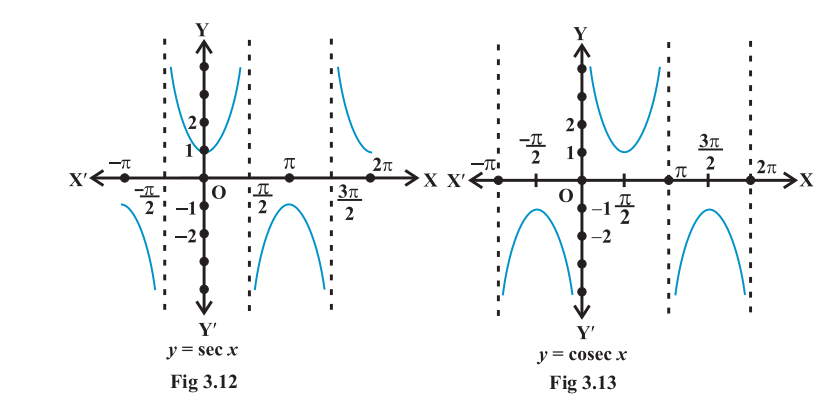 Y
2
1
−π
π
2π
X′
X
−π/2
O
π/2
3π/2
−1
−2
Y′
y = sec x
Fig 3.12
Y
2
1
−π
−π/2
3π/2
π
2π
X′
X
O
−1
π/2
−2
Y′
y = cosec x
Fig 3.13